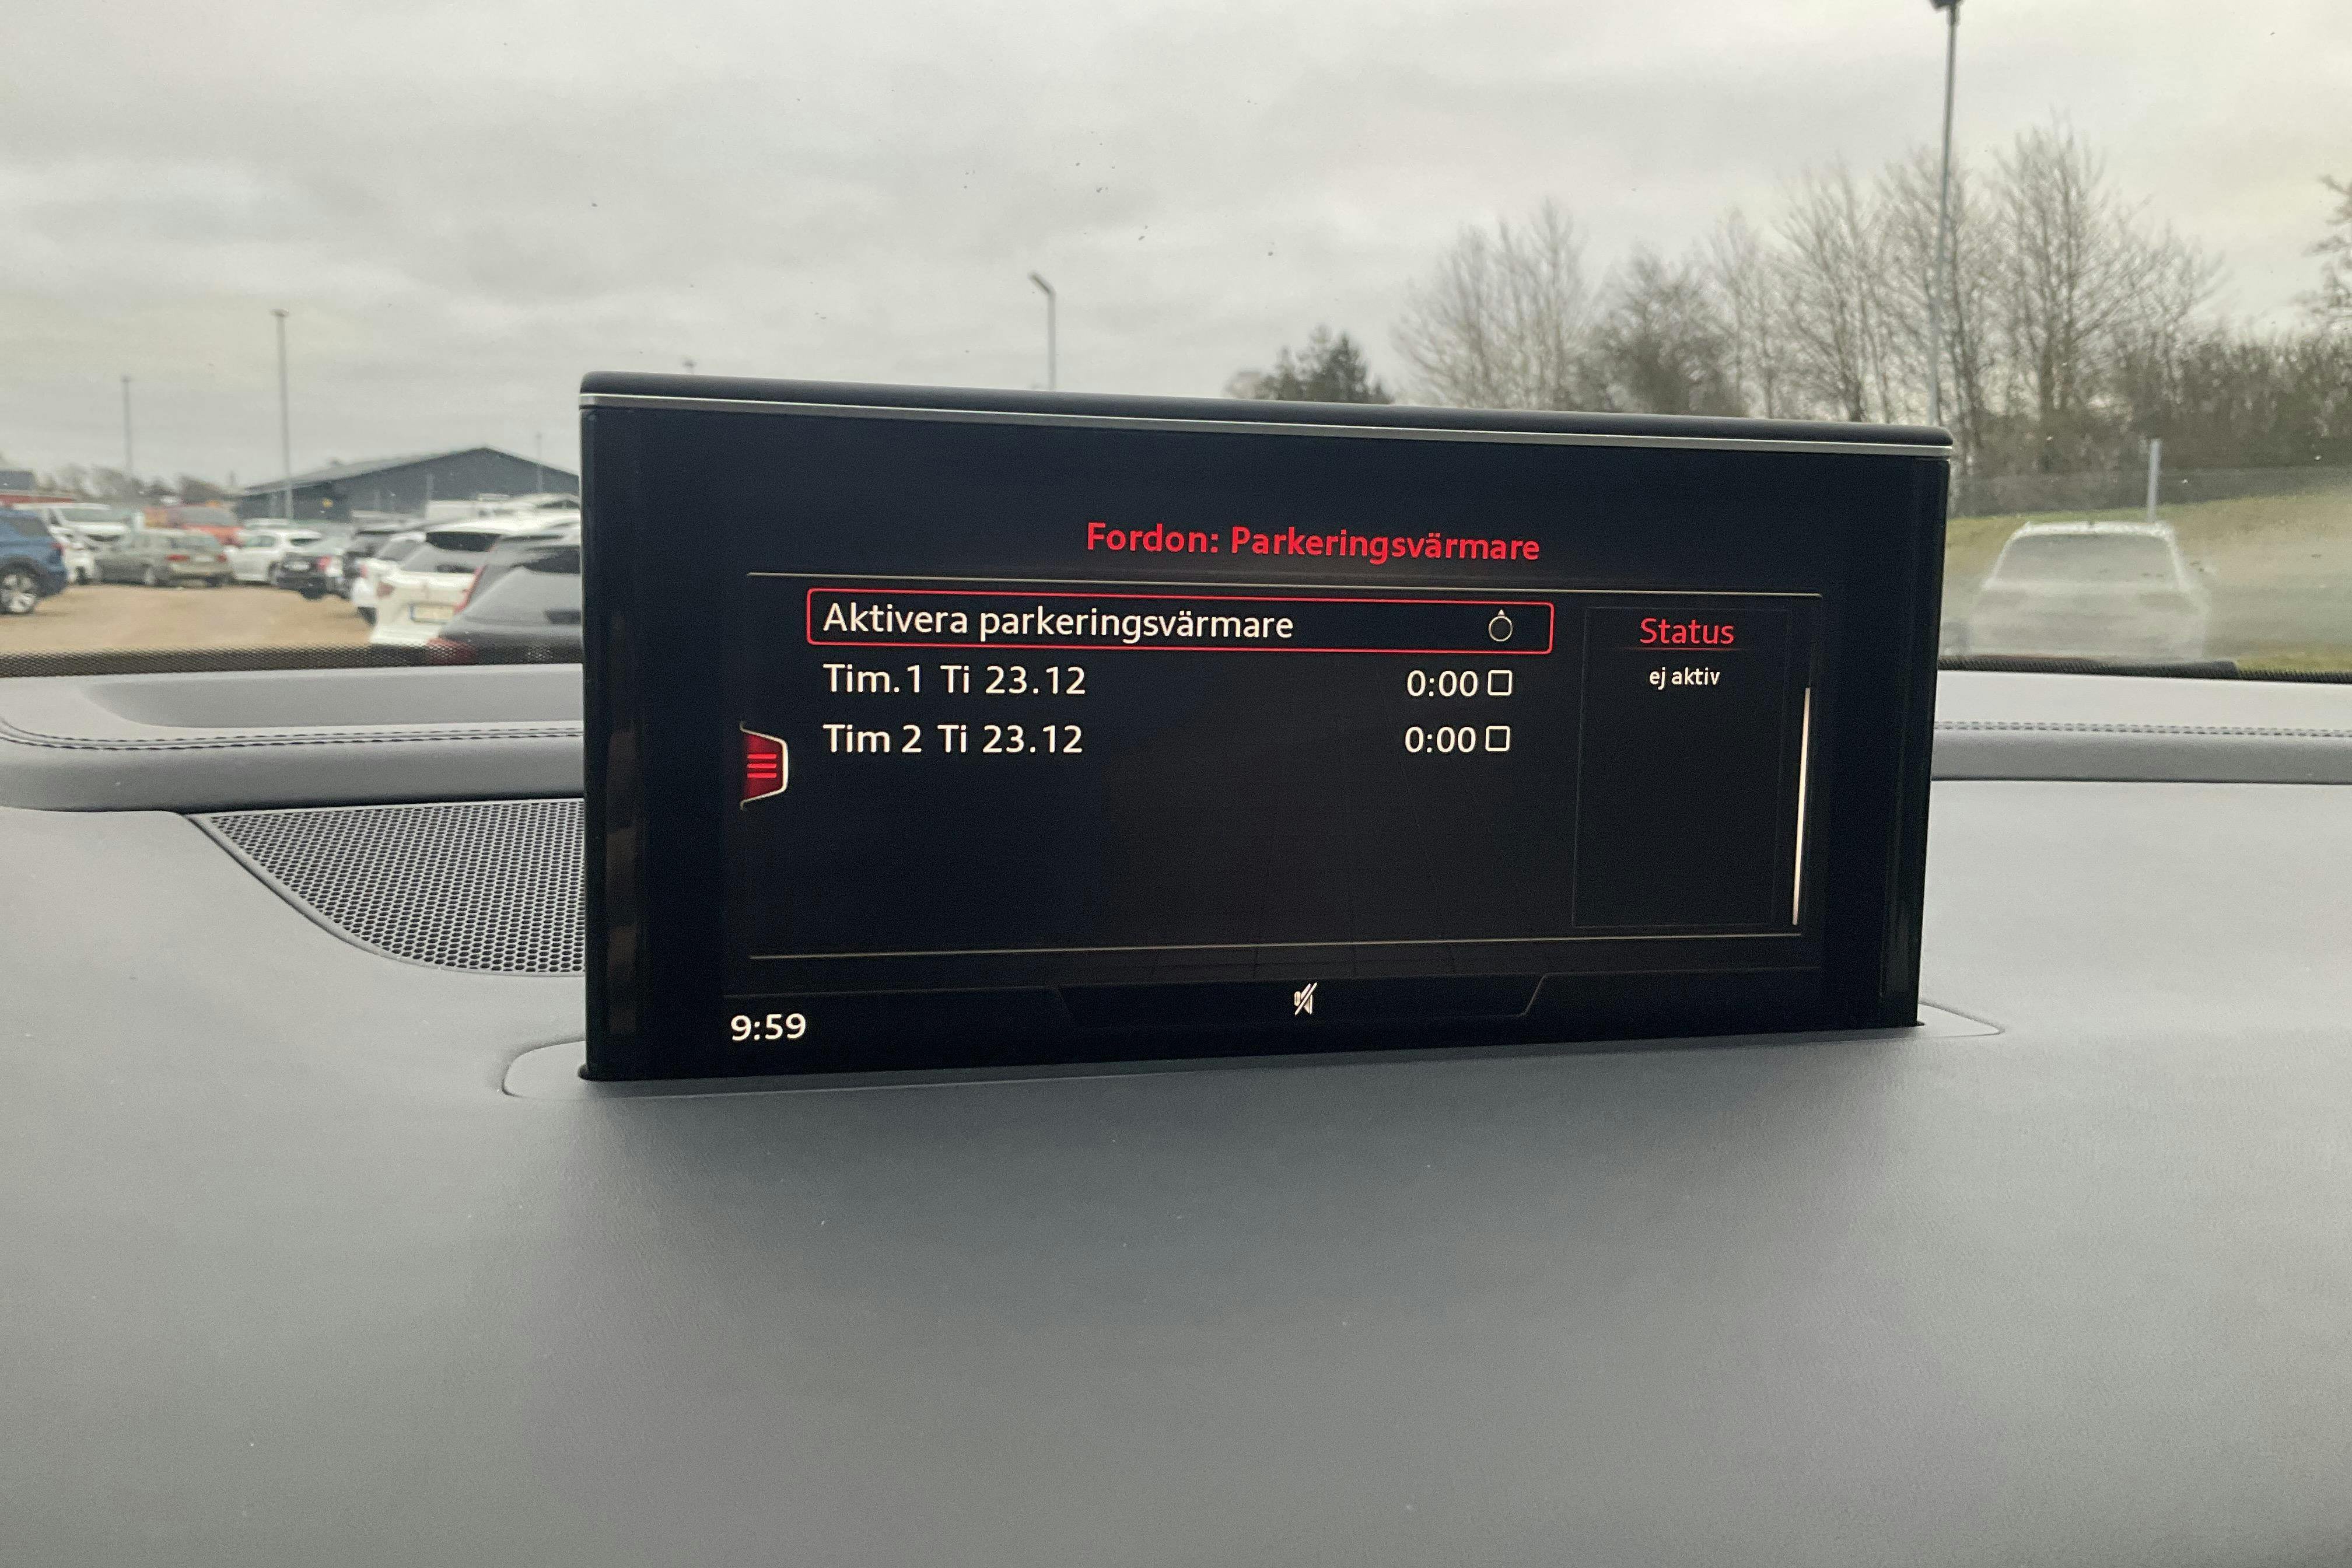 Fordon: Parkeringsvärmare
Aktivera parkeringsvärmare
Tim.1 Ti 23.12 0:00
Tim 2 Ti 23.12 0:00
Status
ej aktiv
9:59